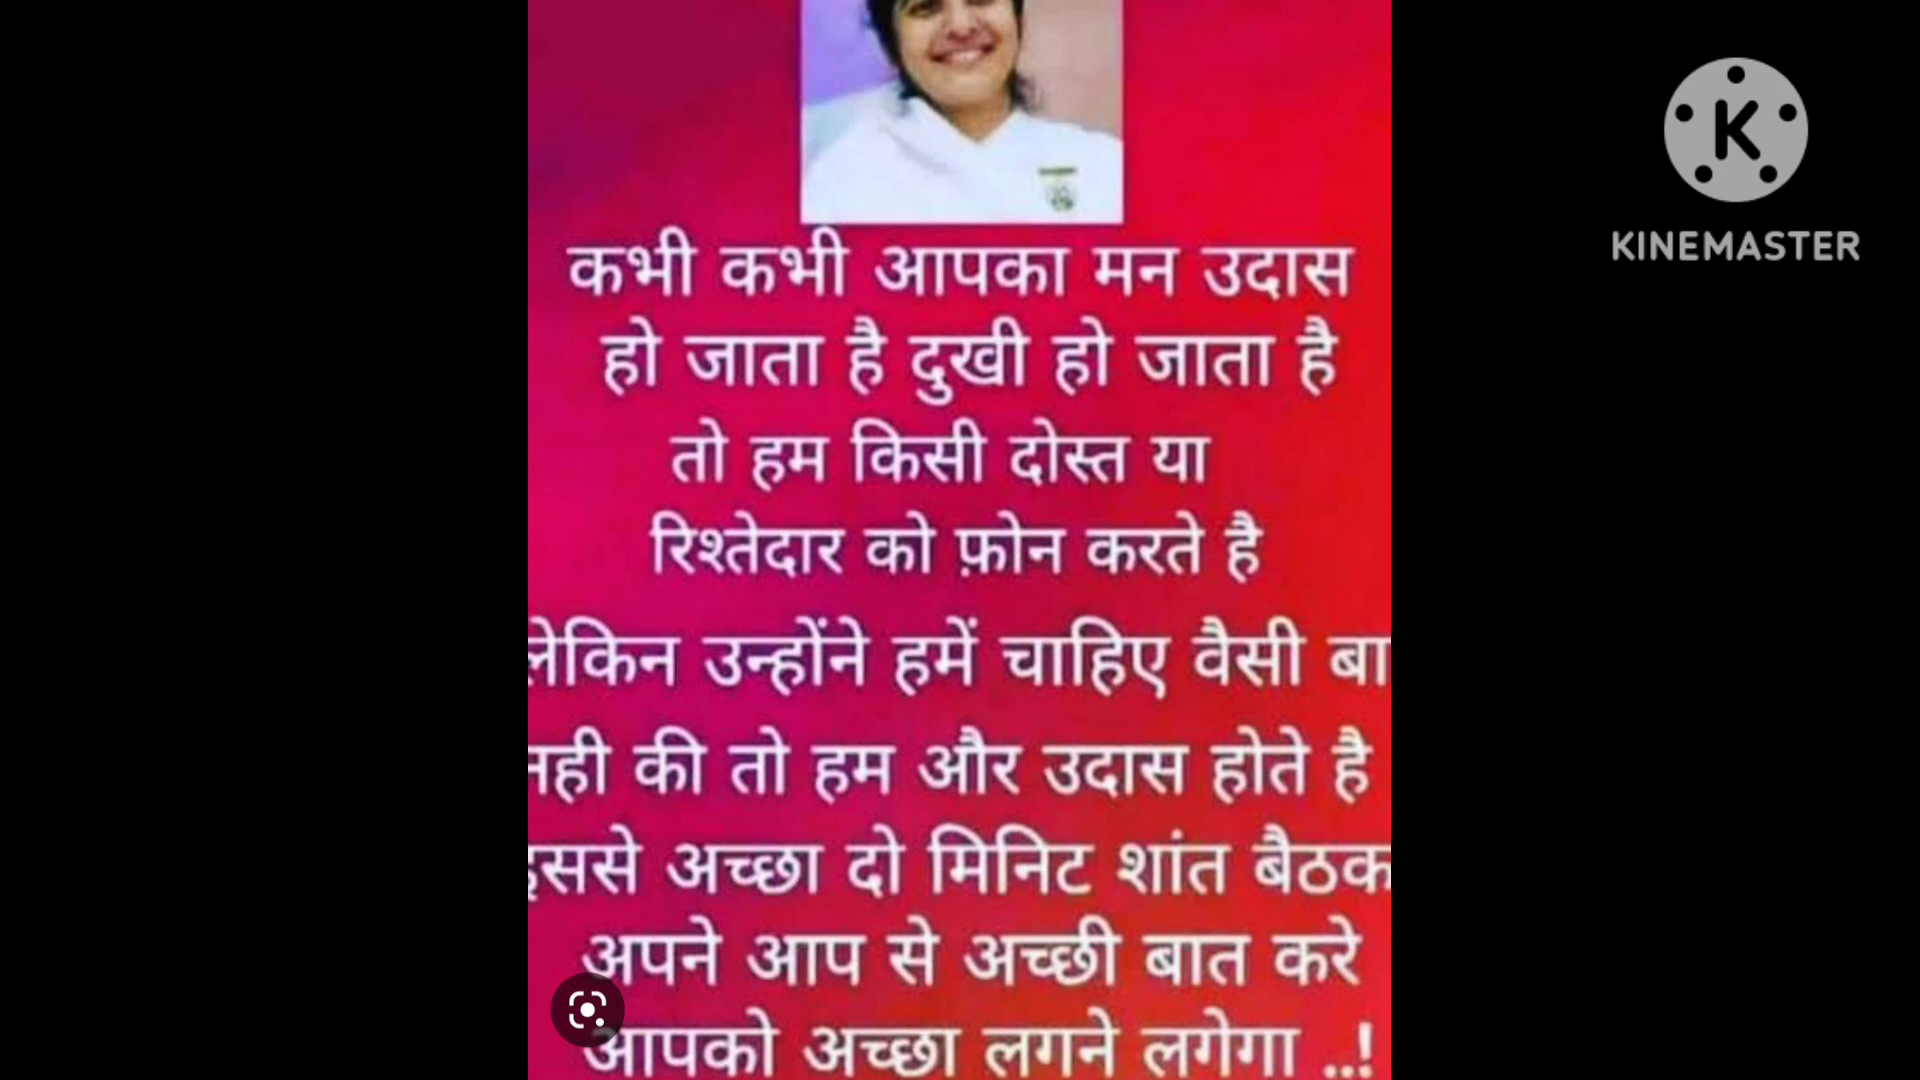 कभी कभी आपका मन उदास
हो जाता है दुखी हो जाता है
तो हम किसी दोस्त या
रिश्तेदार को फ़ोन करते है
लेकिन उन्होंने हमें चाहिए वैसी बा
नही की तो हम और उदास होते है
इससे अच्छा दो मिनिट शांत बैठक
अपने आप से अच्छी बात करे
आपको अच्छा लगने लगेगा ..!
K
KINEMASTER